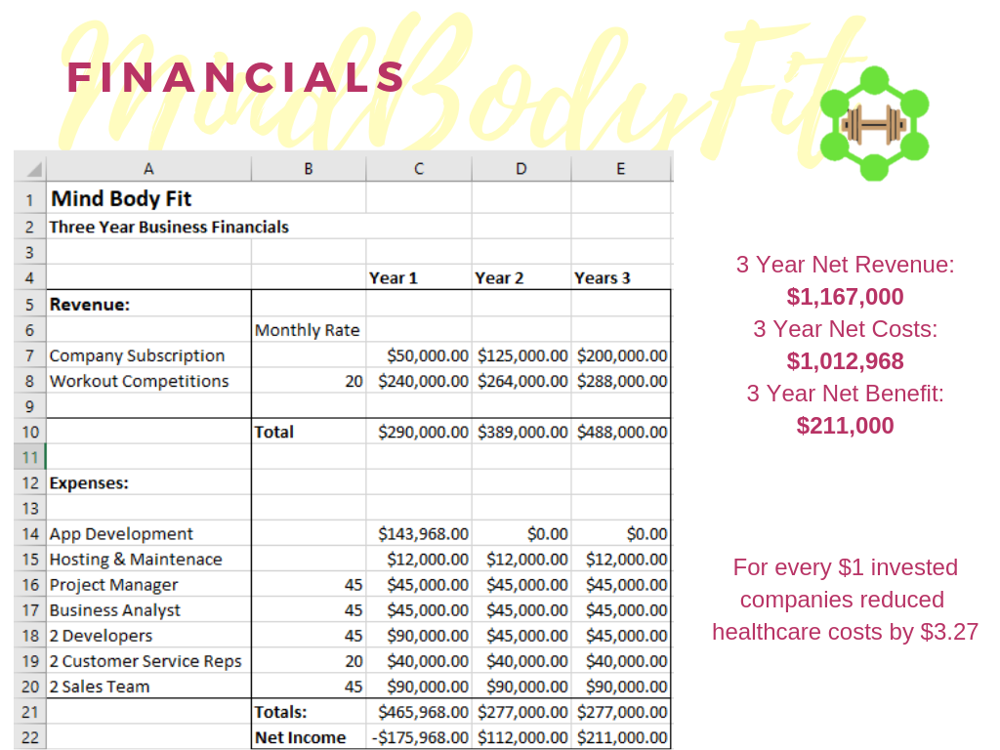 MindBodyFit
FINANCIALS
A B C D E
1 Mind Body Fit
2 Three Year Business Financials
3
4 Year 1 Year 2 Years 3
5 Revenue:
6 Monthly Rate
7 Company Subscription $50,000.00 $125,000.00 $200,000.00
8 Workout Competitions 20 $240,000.00 $264,000.00 $288,000.00
9
10 Total $290,000.00 $389,000.00 $488,000.00
11
12 Expenses:
13
14 App Development $143,968.00 $0.00 $0.00
15 Hosting & Maintenace $12,000.00 $12,000.00 $12,000.00
16 Project Manager 45 $45,000.00 $45,000.00 $45,000.00
17 Business Analyst 45 $45,000.00 $45,000.00 $45,000.00
18 2 Developers 45 $90,000.00 $45,000.00 $45,000.00
19 2 Customer Service Reps 20 $40,000.00 $40,000.00 $40,000.00
20 2 Sales Team 45 $90,000.00 $90,000.00 $90,000.00
21 Totals: $465,968.00 $277,000.00 $277,000.00
22 Net Income -$175,968.00 $112,000.00 $211,000.00
3 Year Net Revenue:
$1,167,000
3 Year Net Costs:
$1,012,968
3 Year Net Benefit:
$211,000
For every $1 invested
companies reduced
healthcare costs by $3.27